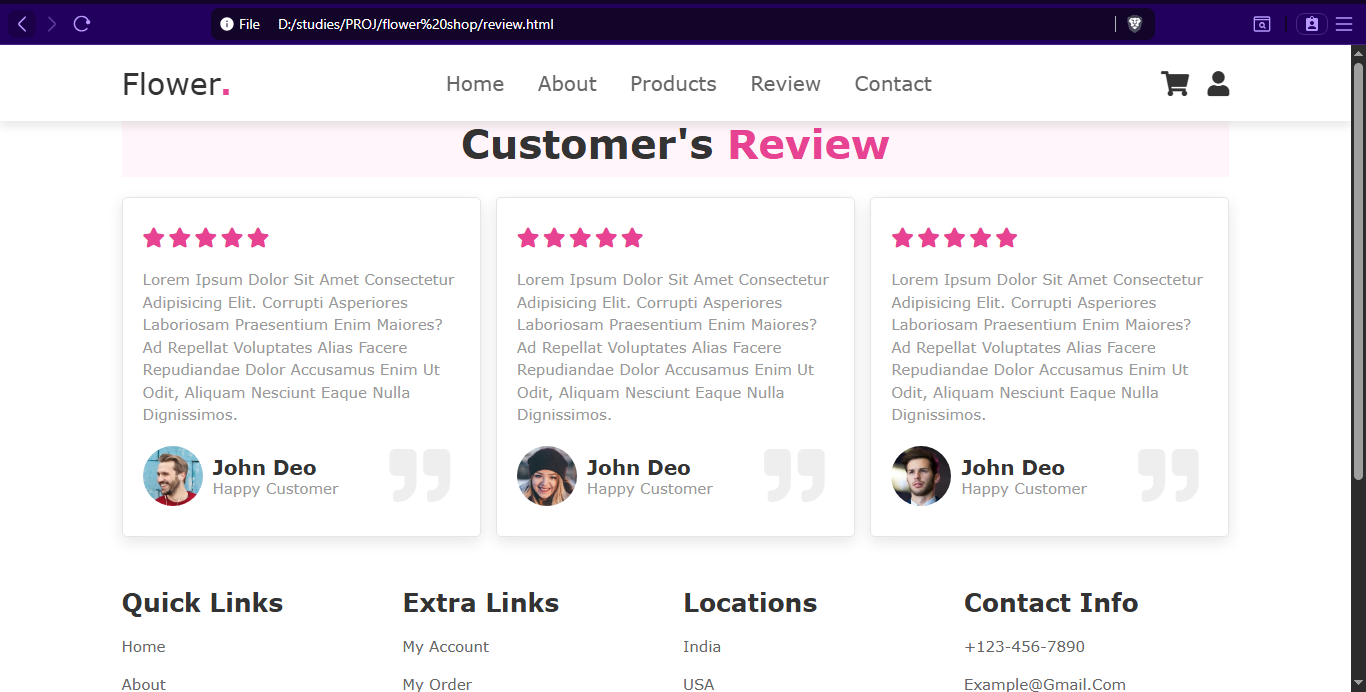 File D:/studies/PROJ/flower%20shop/review.html
Flower.
Home About Products Review Contact
Customer's Review
Lorem Ipsum Dolor Sit Amet Consectetur
Adipisicing Elit. Corrupti Asperiores
Laboriosam Praesentium Enim Maiores?
Ad Repellat Voluptates Alias Facere
Repudiandae Dolor Accusamus Enim Ut
Odit, Aliquam Nesciunt Eaque Nulla
Dignissimos.
John Deo
Happy Customer
Lorem Ipsum Dolor Sit Amet Consectetur
Adipisicing Elit. Corrupti Asperiores
Laboriosam Praesentium Enim Maiores?
Ad Repellat Voluptates Alias Facere
Repudiandae Dolor Accusamus Enim Ut
Odit, Aliquam Nesciunt Eaque Nulla
Dignissimos.
John Deo
Happy Customer
Lorem Ipsum Dolor Sit Amet Consectetur
Adipisicing Elit. Corrupti Asperiores
Laboriosam Praesentium Enim Maiores?
Ad Repellat Voluptates Alias Facere
Repudiandae Dolor Accusamus Enim Ut
Odit, Aliquam Nesciunt Eaque Nulla
Dignissimos.
John Deo
Happy Customer
Quick Links
Home
About
Extra Links
My Account
My Order
Locations
India
USA
Contact Info
+123-456-7890
Example@Gmail.Com